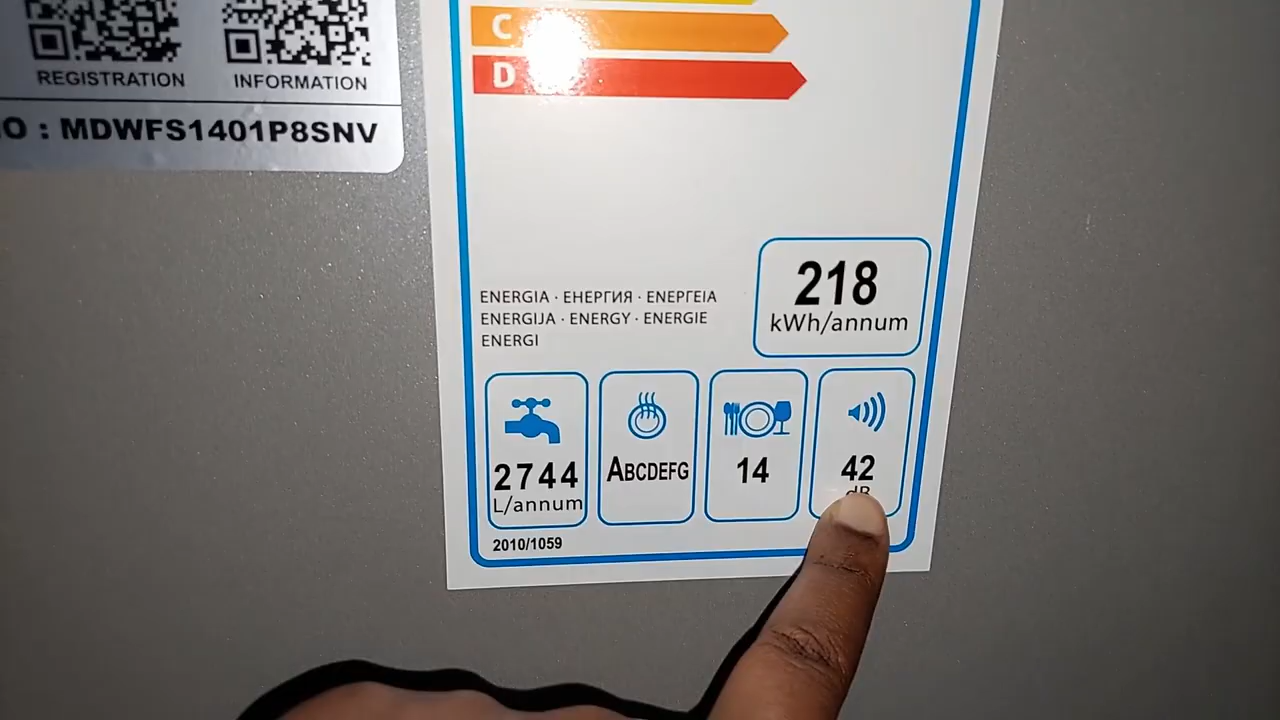 C
D
REGISTRATION
INFORMATION
O : MDWFS1401P8SNV
218
kWh/annum
ENERGIA · ЕНЕРГИЯ · ΕΝΕΡΓΕΙΑ
ENERGIJA · ENERGY · ENERGIE
ENERGI
2744
L/annum
ABCDEFG
14
42
dB
2010/1059